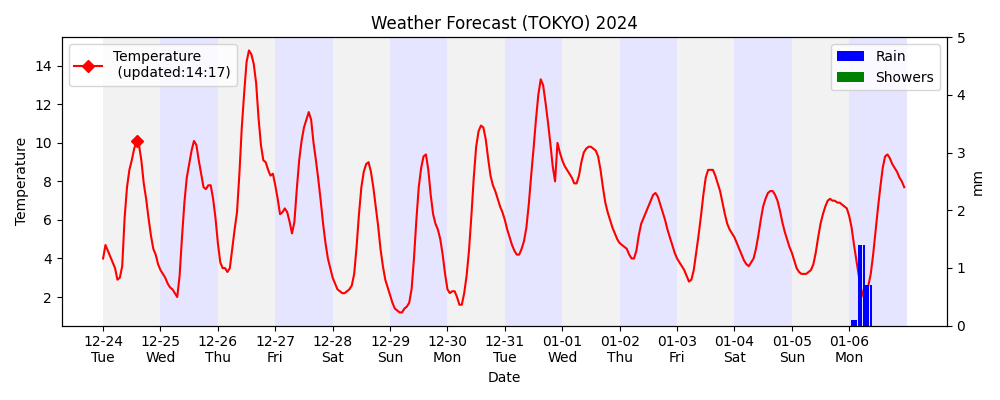 Weather Forecast (TOKYO) 2024
Temperature
(updated:14:17)
Rain
Showers
Temperature
14
12
10
8
6
4
2
5
4
3
2
1
0
mm
12-24 12-25 12-26 12-27 12-28 12-29 12-30 12-31 01-01 01-02 01-03 01-04 01-05 01-06
Tue Wed Thu Fri Sat Sun Mon Tue Wed Thu Fri Sat Sun Mon
Date